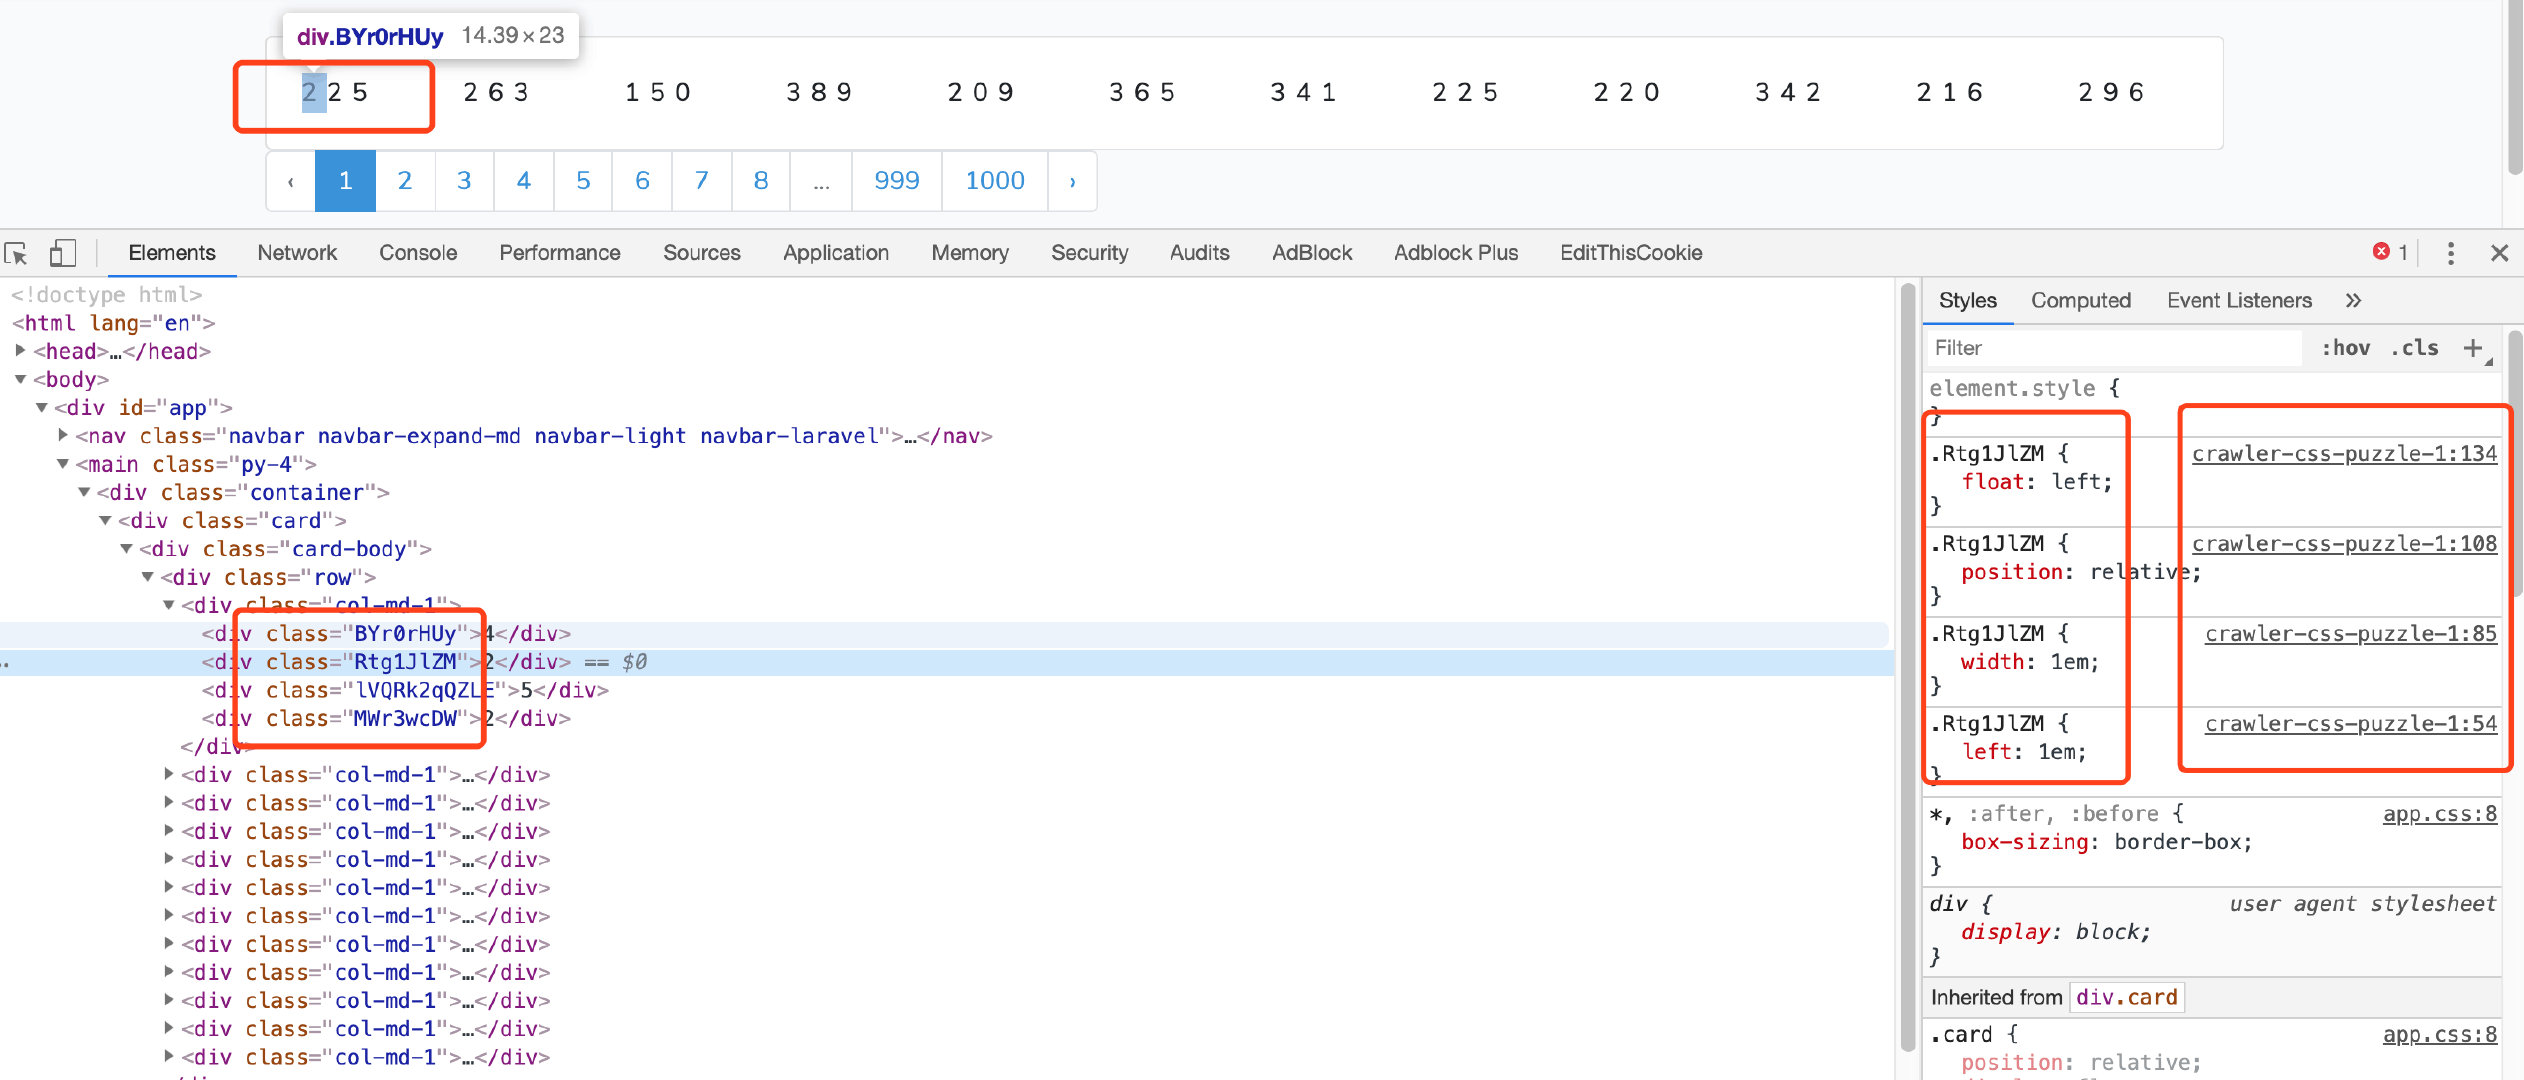 div.BYr0rHUy 14.39×23
2 2 5 2 6 3 1 5 0 3 8 9 2 0 9 3 6 5 3 4 1 2 2 5 2 2 0 3 4 2 2 1 6 2 9 6
‹ 1 2 3 4 5 6 7 8 ... 999 1000 ›
Elements Network Console Performance Sources Application Memory Security Audits AdBlock Adblock Plus EditThisCookie 1
<!doctype html>
<html lang="en">
<head>…</head>
<body>
<div id="app">
<nav class="navbar navbar-expand-md navbar-light navbar-laravel">…</nav>
<main class="py-4">
<div class="container">
<div class="card">
<div class="card-body">
<div class="row">
<div class="col-md-1">
<div class="BYr0rHUy">4</div>
<div class="Rtg1JlZM">2</div> == $0
<div class="lVQRk2qQZLE">5</div>
<div class="MWr3wcDW">2</div>
</div>
<div class="col-md-1">…</div>
<div class="col-md-1">…</div>
<div class="col-md-1">…</div>
<div class="col-md-1">…</div>
<div class="col-md-1">…</div>
<div class="col-md-1">…</div>
<div class="col-md-1">…</div>
<div class="col-md-1">…</div>
<div class="col-md-1">…</div>
<div class="col-md-1">…</div>
<div class="col-md-1">…</div>
Styles Computed Event Listeners »
Filter :hov .cls +
element.style {
}
.Rtg1JlZM { crawler-css-puzzle-1:134
float: left;
}
.Rtg1JlZM { crawler-css-puzzle-1:108
position: relative;
}
.Rtg1JlZM { crawler-css-puzzle-1:85
width: 1em;
}
.Rtg1JlZM { crawler-css-puzzle-1:54
left: 1em;
}
*, :after, :before { app.css:8
box-sizing: border-box;
}
div { user agent stylesheet
display: block;
}
Inherited from div.card
.card { app.css:8
position: relative;